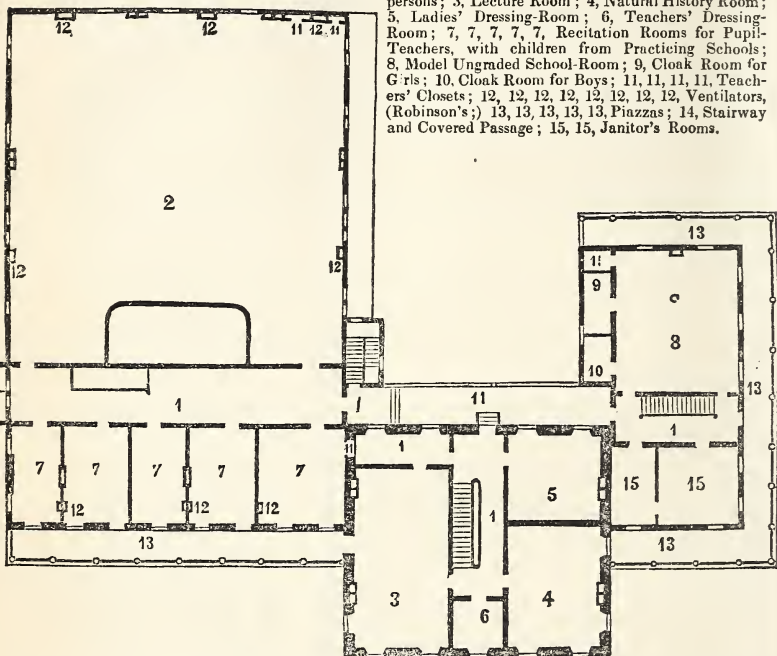 persons; 3, Lecture Room; 4, Natural History Room;
5, Ladies' Dressing-Room; 6, Teachers' Dressing-
Room; 7, 7, 7, 7, 7, Recitation Rooms for Pupil-
Teachers, with children from Practicing Schools;
8, Model Ungraded School-Room; 9, Cloak Room for
Girls; 10, Cloak Room for Boys; 11, 11, 11, 11, Teach-
ers' Closets; 12, 12, 12, 12, 12, 12, 12, 12, Ventilators,
(Robinson's;) 13, 13, 13, 13, 13, Piazzas; 14, Stairway
and Covered Passage; 15, 15, Janitor's Rooms.
12 12 11 12 11
2
13
11
9
12 12
8
10
13
1 1 11
1
7 7 7 7 7 11 1
1
5
15 15
12 12 12
13
13
3
6
4